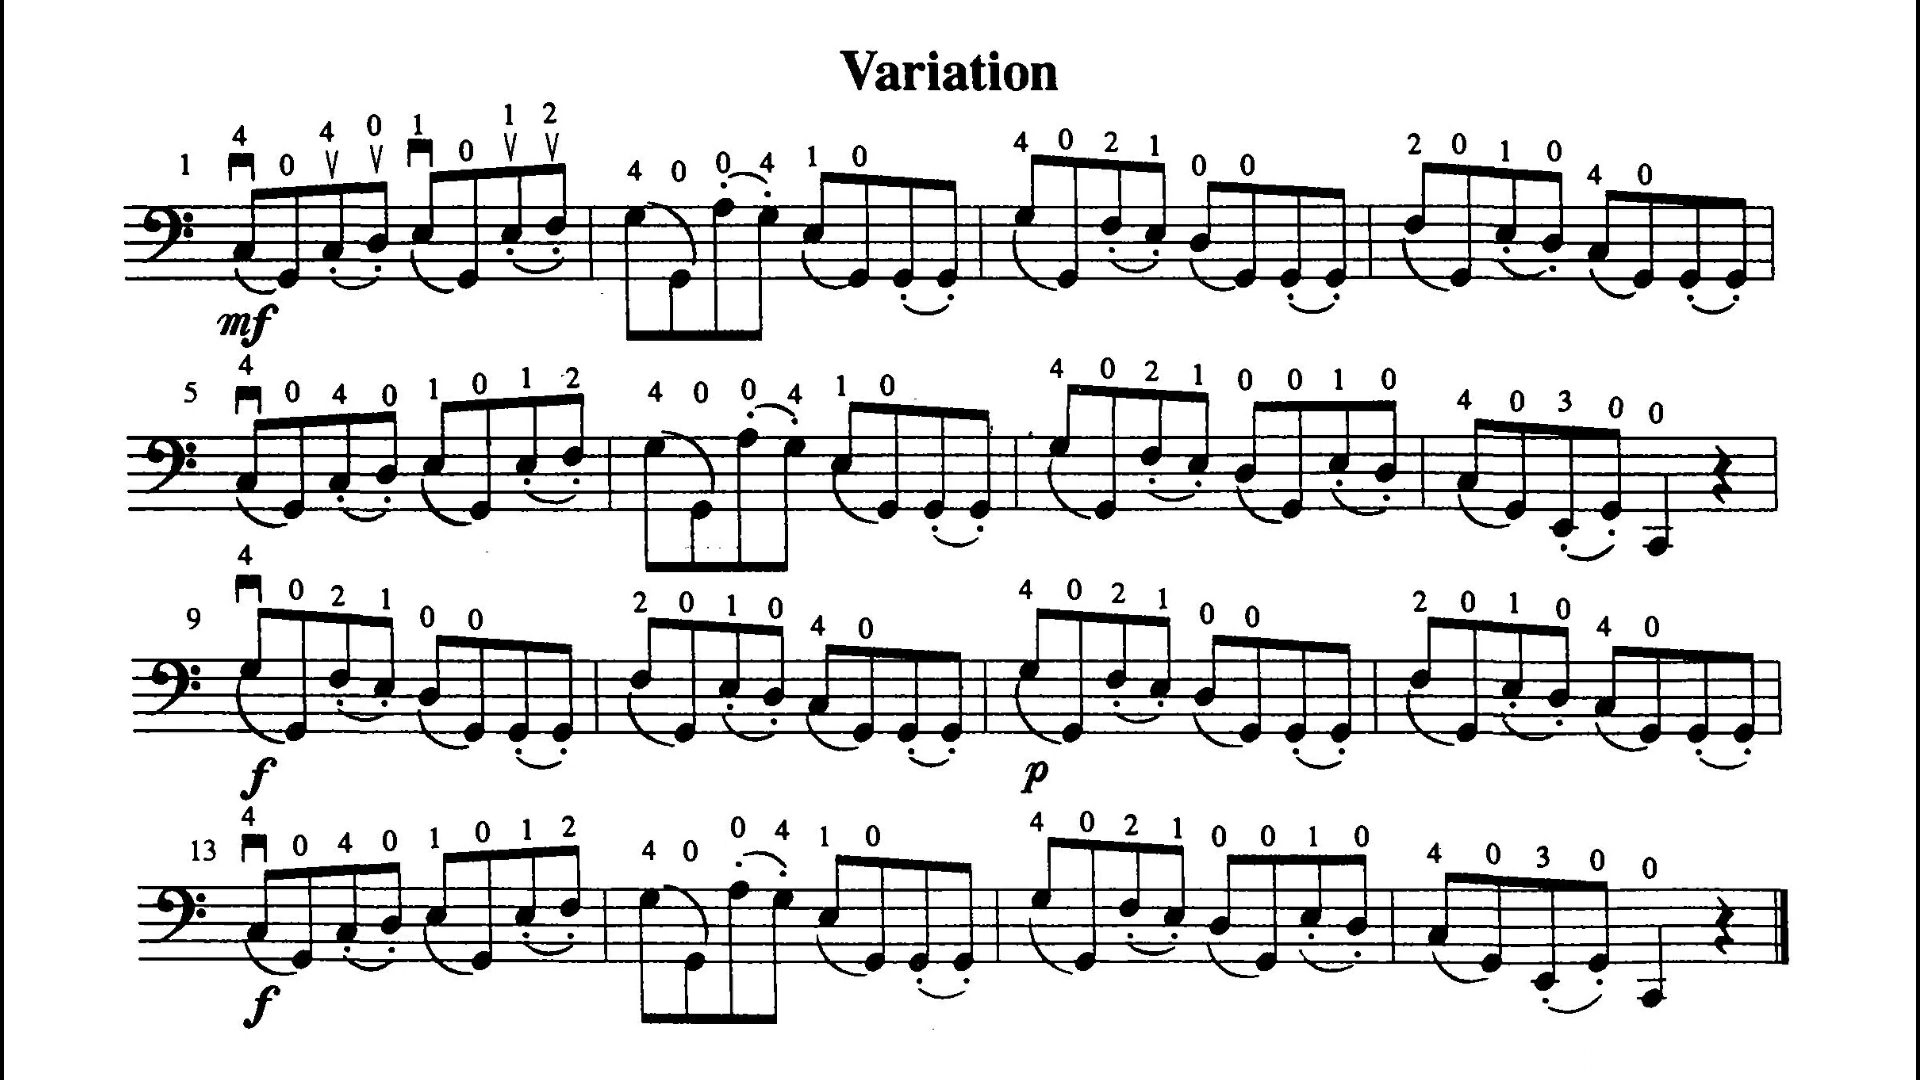 Variation
1 4 0 4 0 1 0 1 2 4 0 0 4 1 0 4 0 2 1 0 0 2 0 1 0 4 0
mf
5 4 0 4 0 1 0 1 2 4 0 0 4 1 0 4 0 2 1 0 0 1 0 4 0 3 0 0
9 4 0 2 1 0 0 2 0 1 0 4 0 4 0 2 1 0 0 2 0 1 0 4 0
f p
13 4 0 4 0 1 0 1 2 4 0 0 4 1 0 4 0 2 1 0 0 1 0 4 0 3 0 0
f